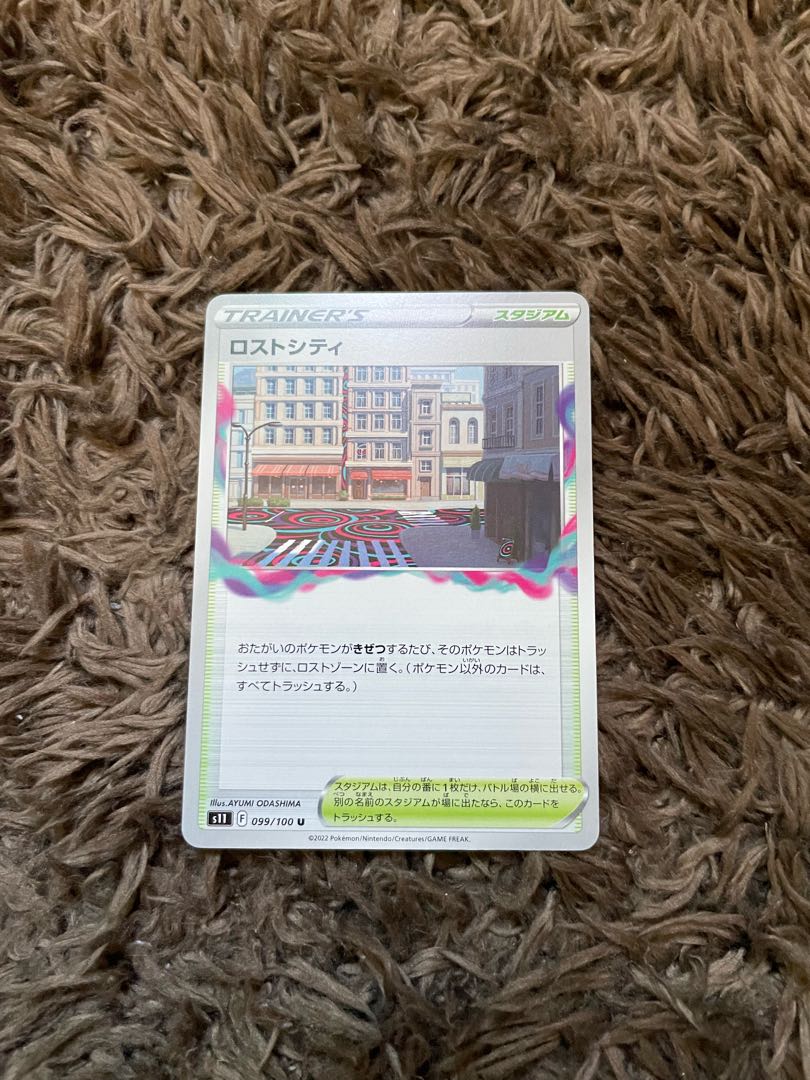 TRAINER'S スタジアム
ロストシティ
おたがいのポケモンがきぜつするたび、そのポケモンはトラッ
シュせずに、ロストゾーンに置く。（ポケモン以外のカードは、
すべてトラッシュする。）
スタジアムは、自分の番に1枚だけ、バトル場の横に出せる。
別の名前のスタジアムが場に出たなら、このカードを
トラッシュする。
Illus.AYUMI ODASHIMA
s11 F 099/100 U
©2022 Pokémon/Nintendo/Creatures/GAME FREAK.